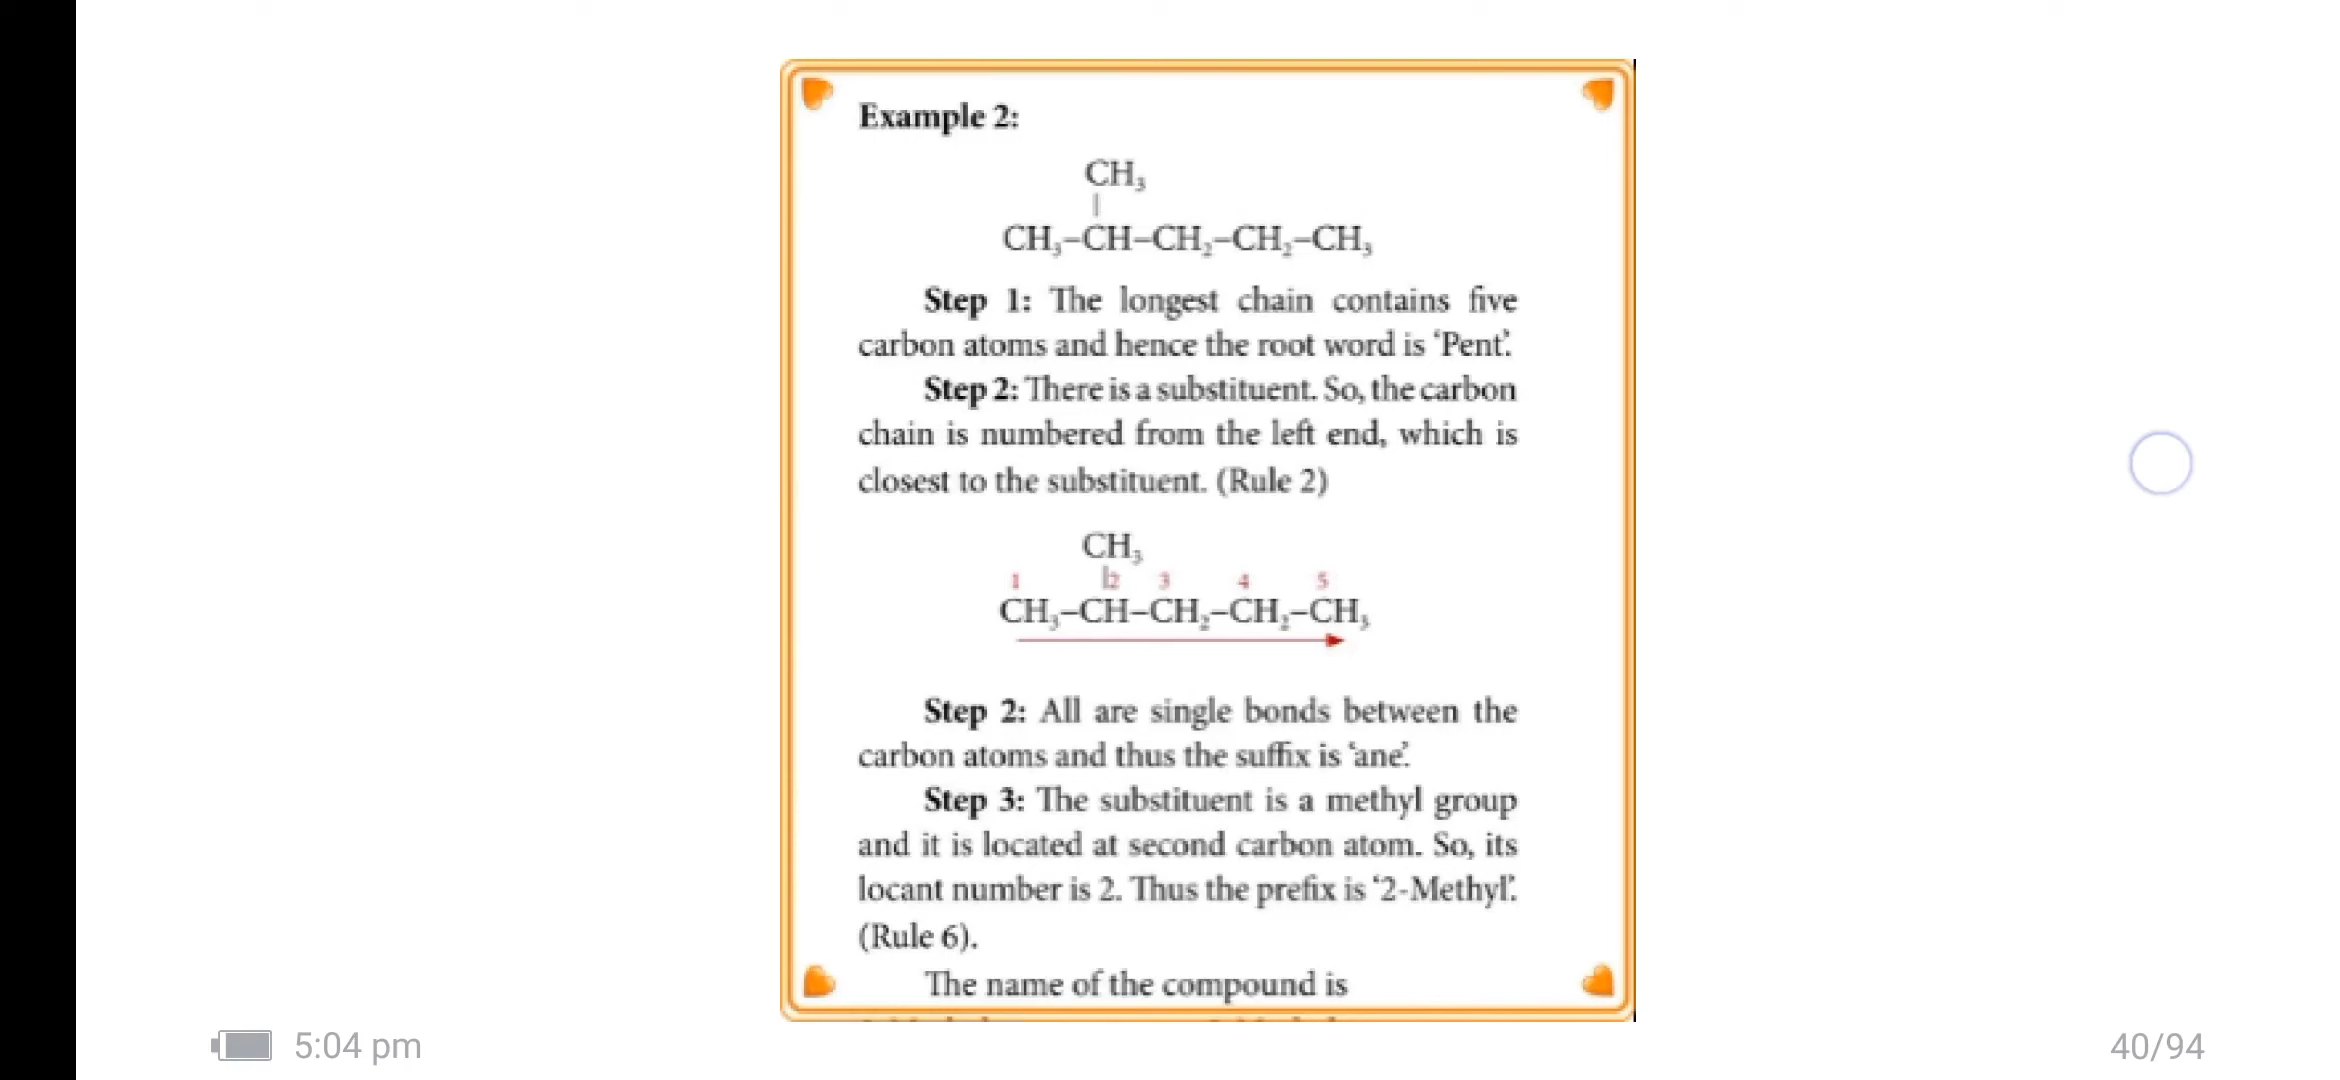 Example 2:
CH₃
|
CH₃–CH–CH₂–CH₂–CH₃
Step 1: The longest chain contains five
carbon atoms and hence the root word is ‘Pent’.
Step 2: There is a substituent. So, the carbon
chain is numbered from the left end, which is
closest to the substituent. (Rule 2)
CH₃
1 |2 3 4 5
CH₃–CH–CH₂–CH₂–CH₃
Step 2: All are single bonds between the
carbon atoms and thus the suffix is ‘ane’.
Step 3: The substituent is a methyl group
and it is located at second carbon atom. So, its
locant number is 2. Thus the prefix is ‘2-Methyl’.
(Rule 6).
The name of the compound is
5:04 pm
40/94